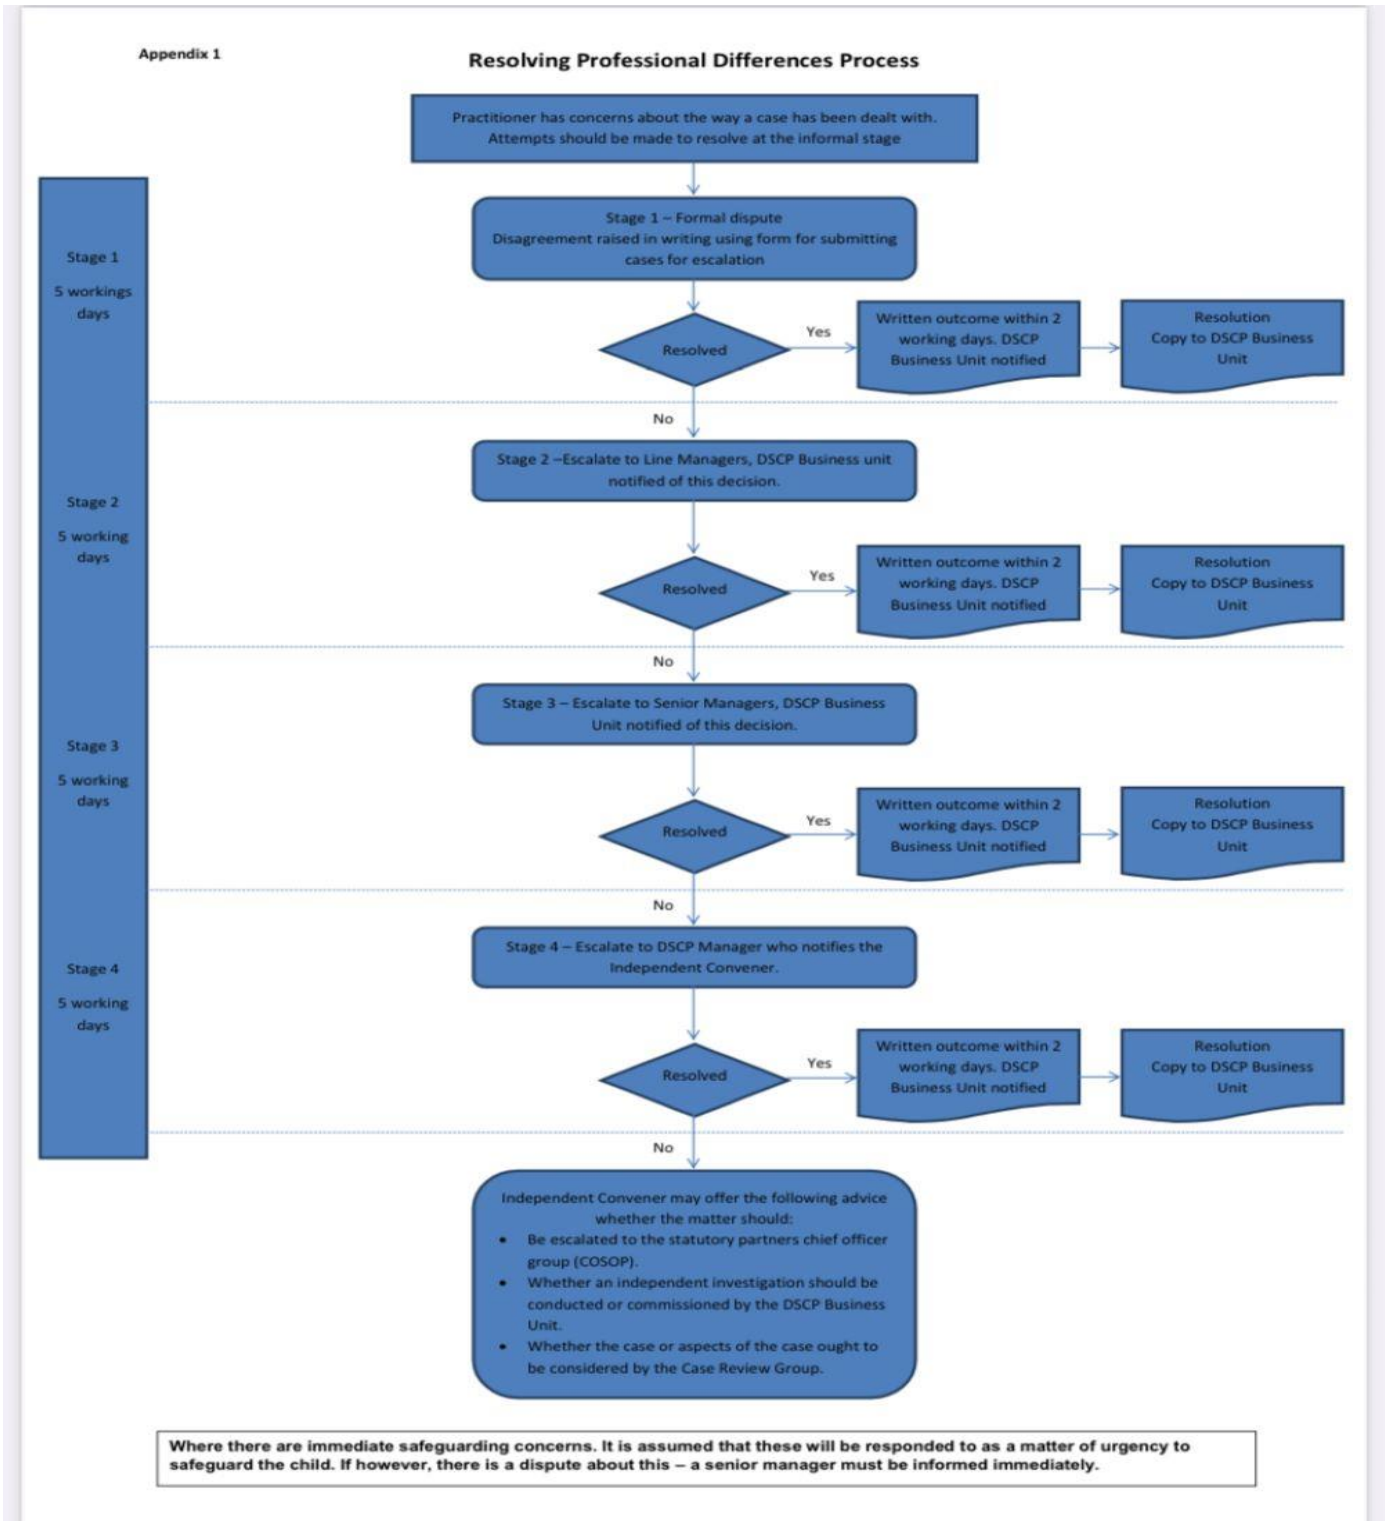 Appendix 1
Resolving Professional Differences Process
Practitioner has concerns about the way a case has been dealt with.
Attempts should be made to resolve at the informal stage
Stage 1
5 workings
days
Stage 1 – Formal dispute
Disagreement raised in writing using form for submitting
cases for escalation
Resolved
Yes
Written outcome within 2
working days. DSCP
Business Unit notified
Resolution
Copy to DSCP Business
Unit
No
Stage 2
5 working
days
Stage 2 –Escalate to Line Managers, DSCP Business unit
notified of this decision.
Resolved
Yes
Written outcome within 2
working days. DSCP
Business Unit notified
Resolution
Copy to DSCP Business
Unit
No
Stage 3
5 working
days
Stage 3 – Escalate to Senior Managers, DSCP Business
Unit notified of this decision.
Resolved
Yes
Written outcome within 2
working days. DSCP
Business Unit notified
Resolution
Copy to DSCP Business
Unit
No
Stage 4
5 working
days
Stage 4 – Escalate to DSCP Manager who notifies the
Independent Convener.
Resolved
Yes
Written outcome within 2
working days. DSCP
Business Unit notified
Resolution
Copy to DSCP Business
Unit
No
Independent Convener may offer the following advice
whether the matter should:
• Be escalated to the statutory partners chief officer
group (COSOP).
• Whether an independent investigation should be
conducted or commissioned by the DSCP Business
Unit.
• Whether the case or aspects of the case ought to
be considered by the Case Review Group.
Where there are immediate safeguarding concerns. It is assumed that these will be responded to as a matter of urgency to
safeguard the child. If however, there is a dispute about this – a senior manager must be informed immediately.